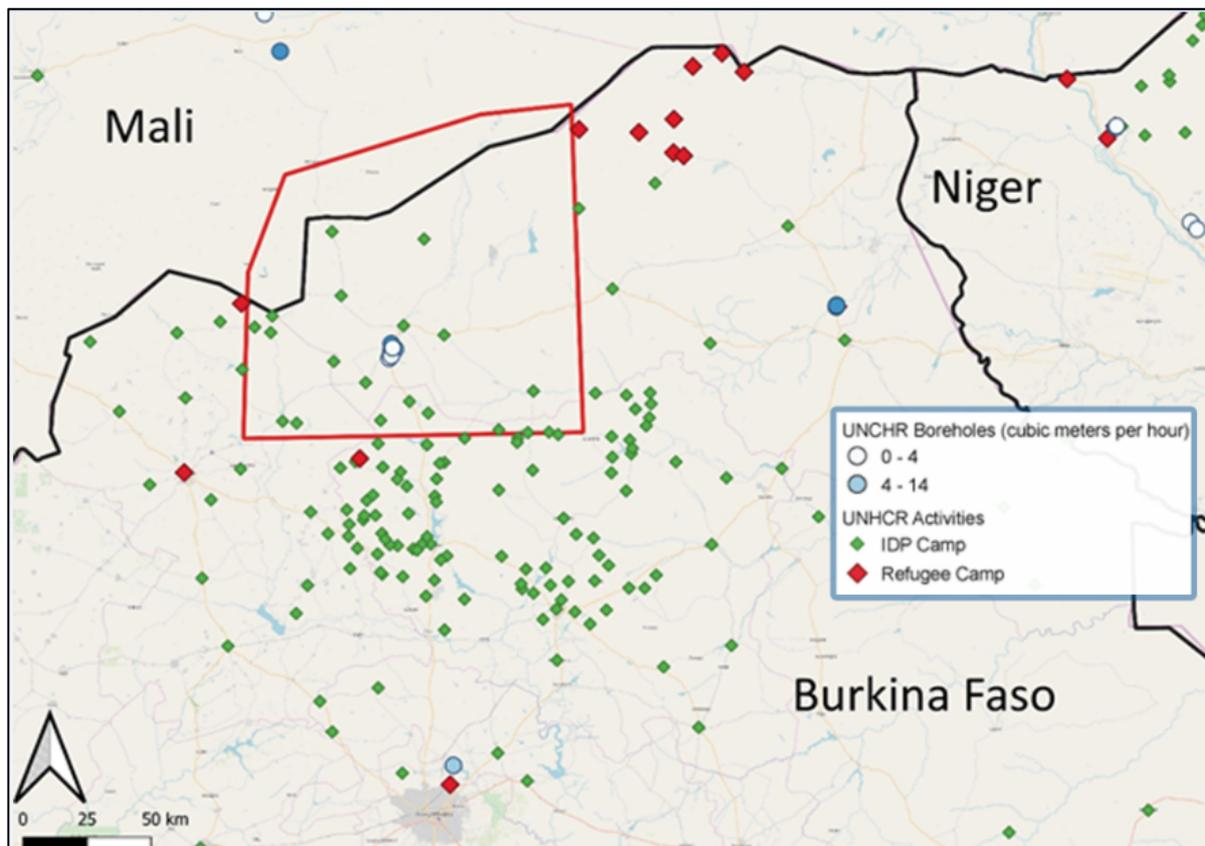 Mali
Niger
UNCHR Boreholes (cubic meters per hour)
0 - 4
4 - 14
UNHCR Activities
IDP Camp
Refugee Camp
Burkina Faso
0 25 50 km